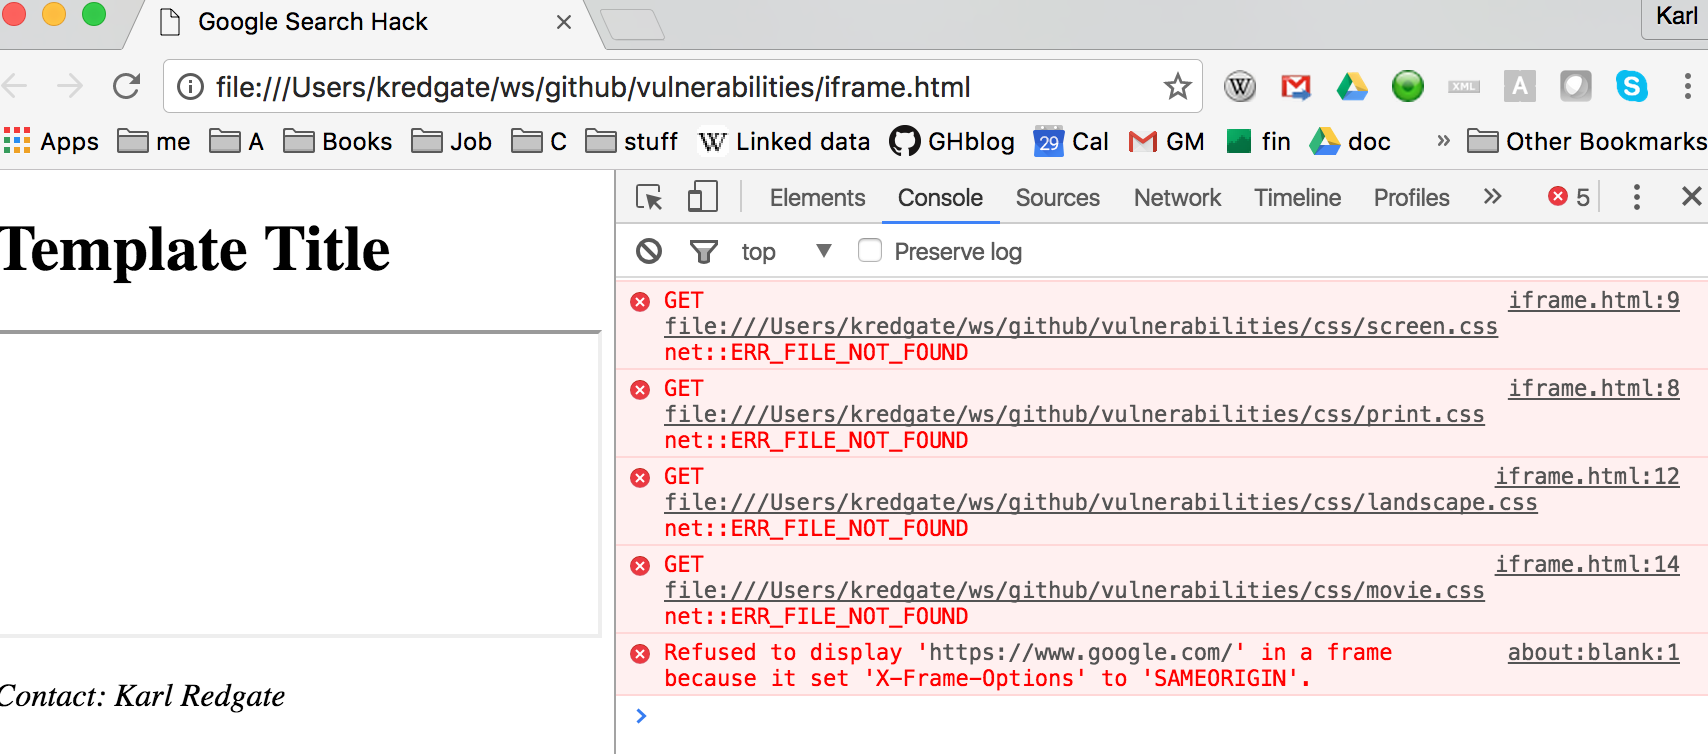 Google Search Hack
Karl
file:///Users/kredgate/ws/github/vulnerabilities/iframe.html
W XML A S
Apps me A Books Job C stuff W Linked data GHblog 29 Cal GM fin doc » Other Bookmarks
Elements Console Sources Network Timeline Profiles 5
top Preserve log
Template Title
GET iframe.html:9
file:///Users/kredgate/ws/github/vulnerabilities/css/screen.css
net::ERR_FILE_NOT_FOUND
GET iframe.html:8
file:///Users/kredgate/ws/github/vulnerabilities/css/print.css
net::ERR_FILE_NOT_FOUND
GET iframe.html:12
file:///Users/kredgate/ws/github/vulnerabilities/css/landscape.css
net::ERR_FILE_NOT_FOUND
GET iframe.html:14
file:///Users/kredgate/ws/github/vulnerabilities/css/movie.css
net::ERR_FILE_NOT_FOUND
Refused to display 'https://www.google.com/' in a frame about:blank:1
because it set 'X-Frame-Options' to 'SAMEORIGIN'.
Contact: Karl Redgate